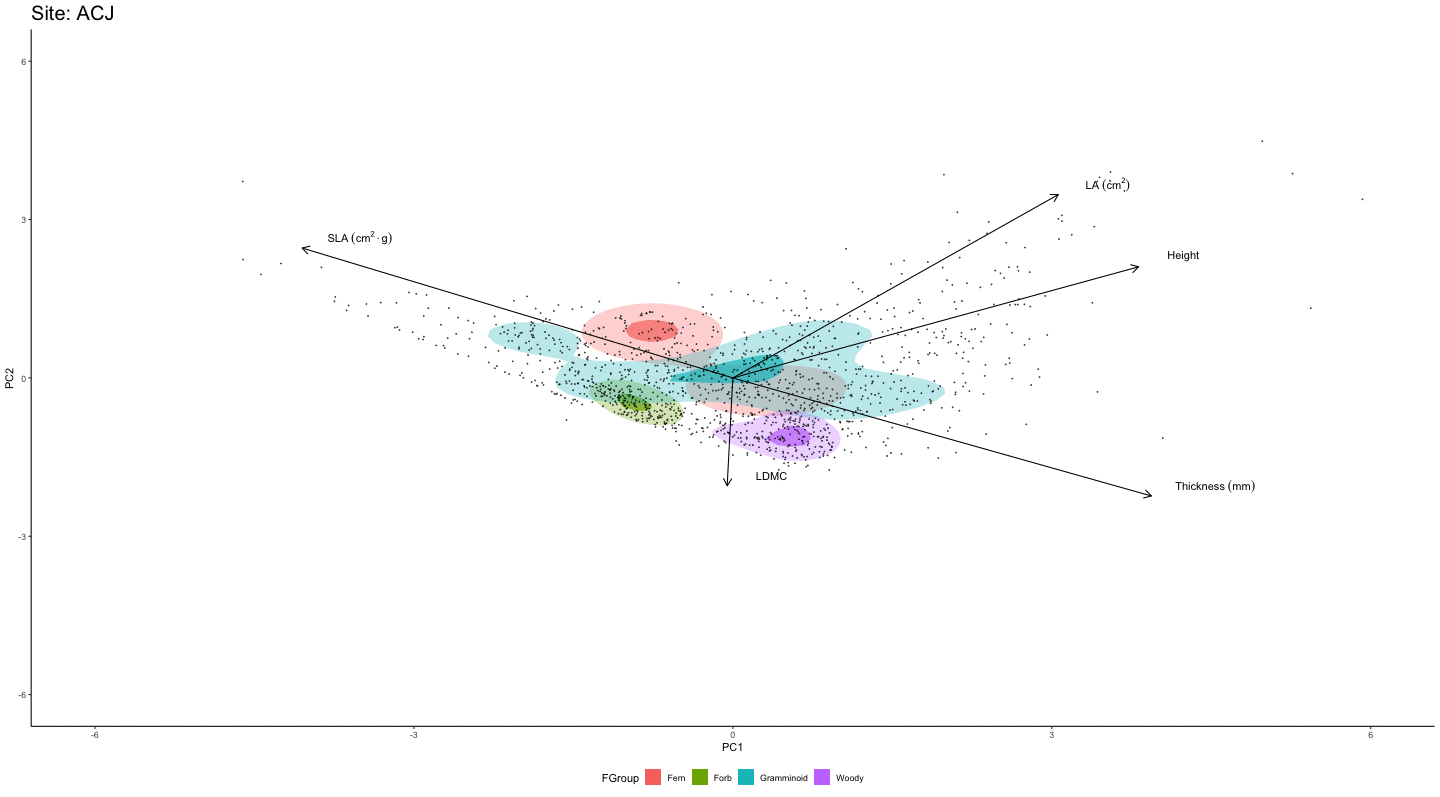 Site: ACJ
6
LA (cm²)
3
SLA (cm² · g)
Height
PC2
0
LDMC
Thickness (mm)
-3
-6
-6 -3 0 3 6
PC1
FGroup Fern Forb Gramminoid Woody